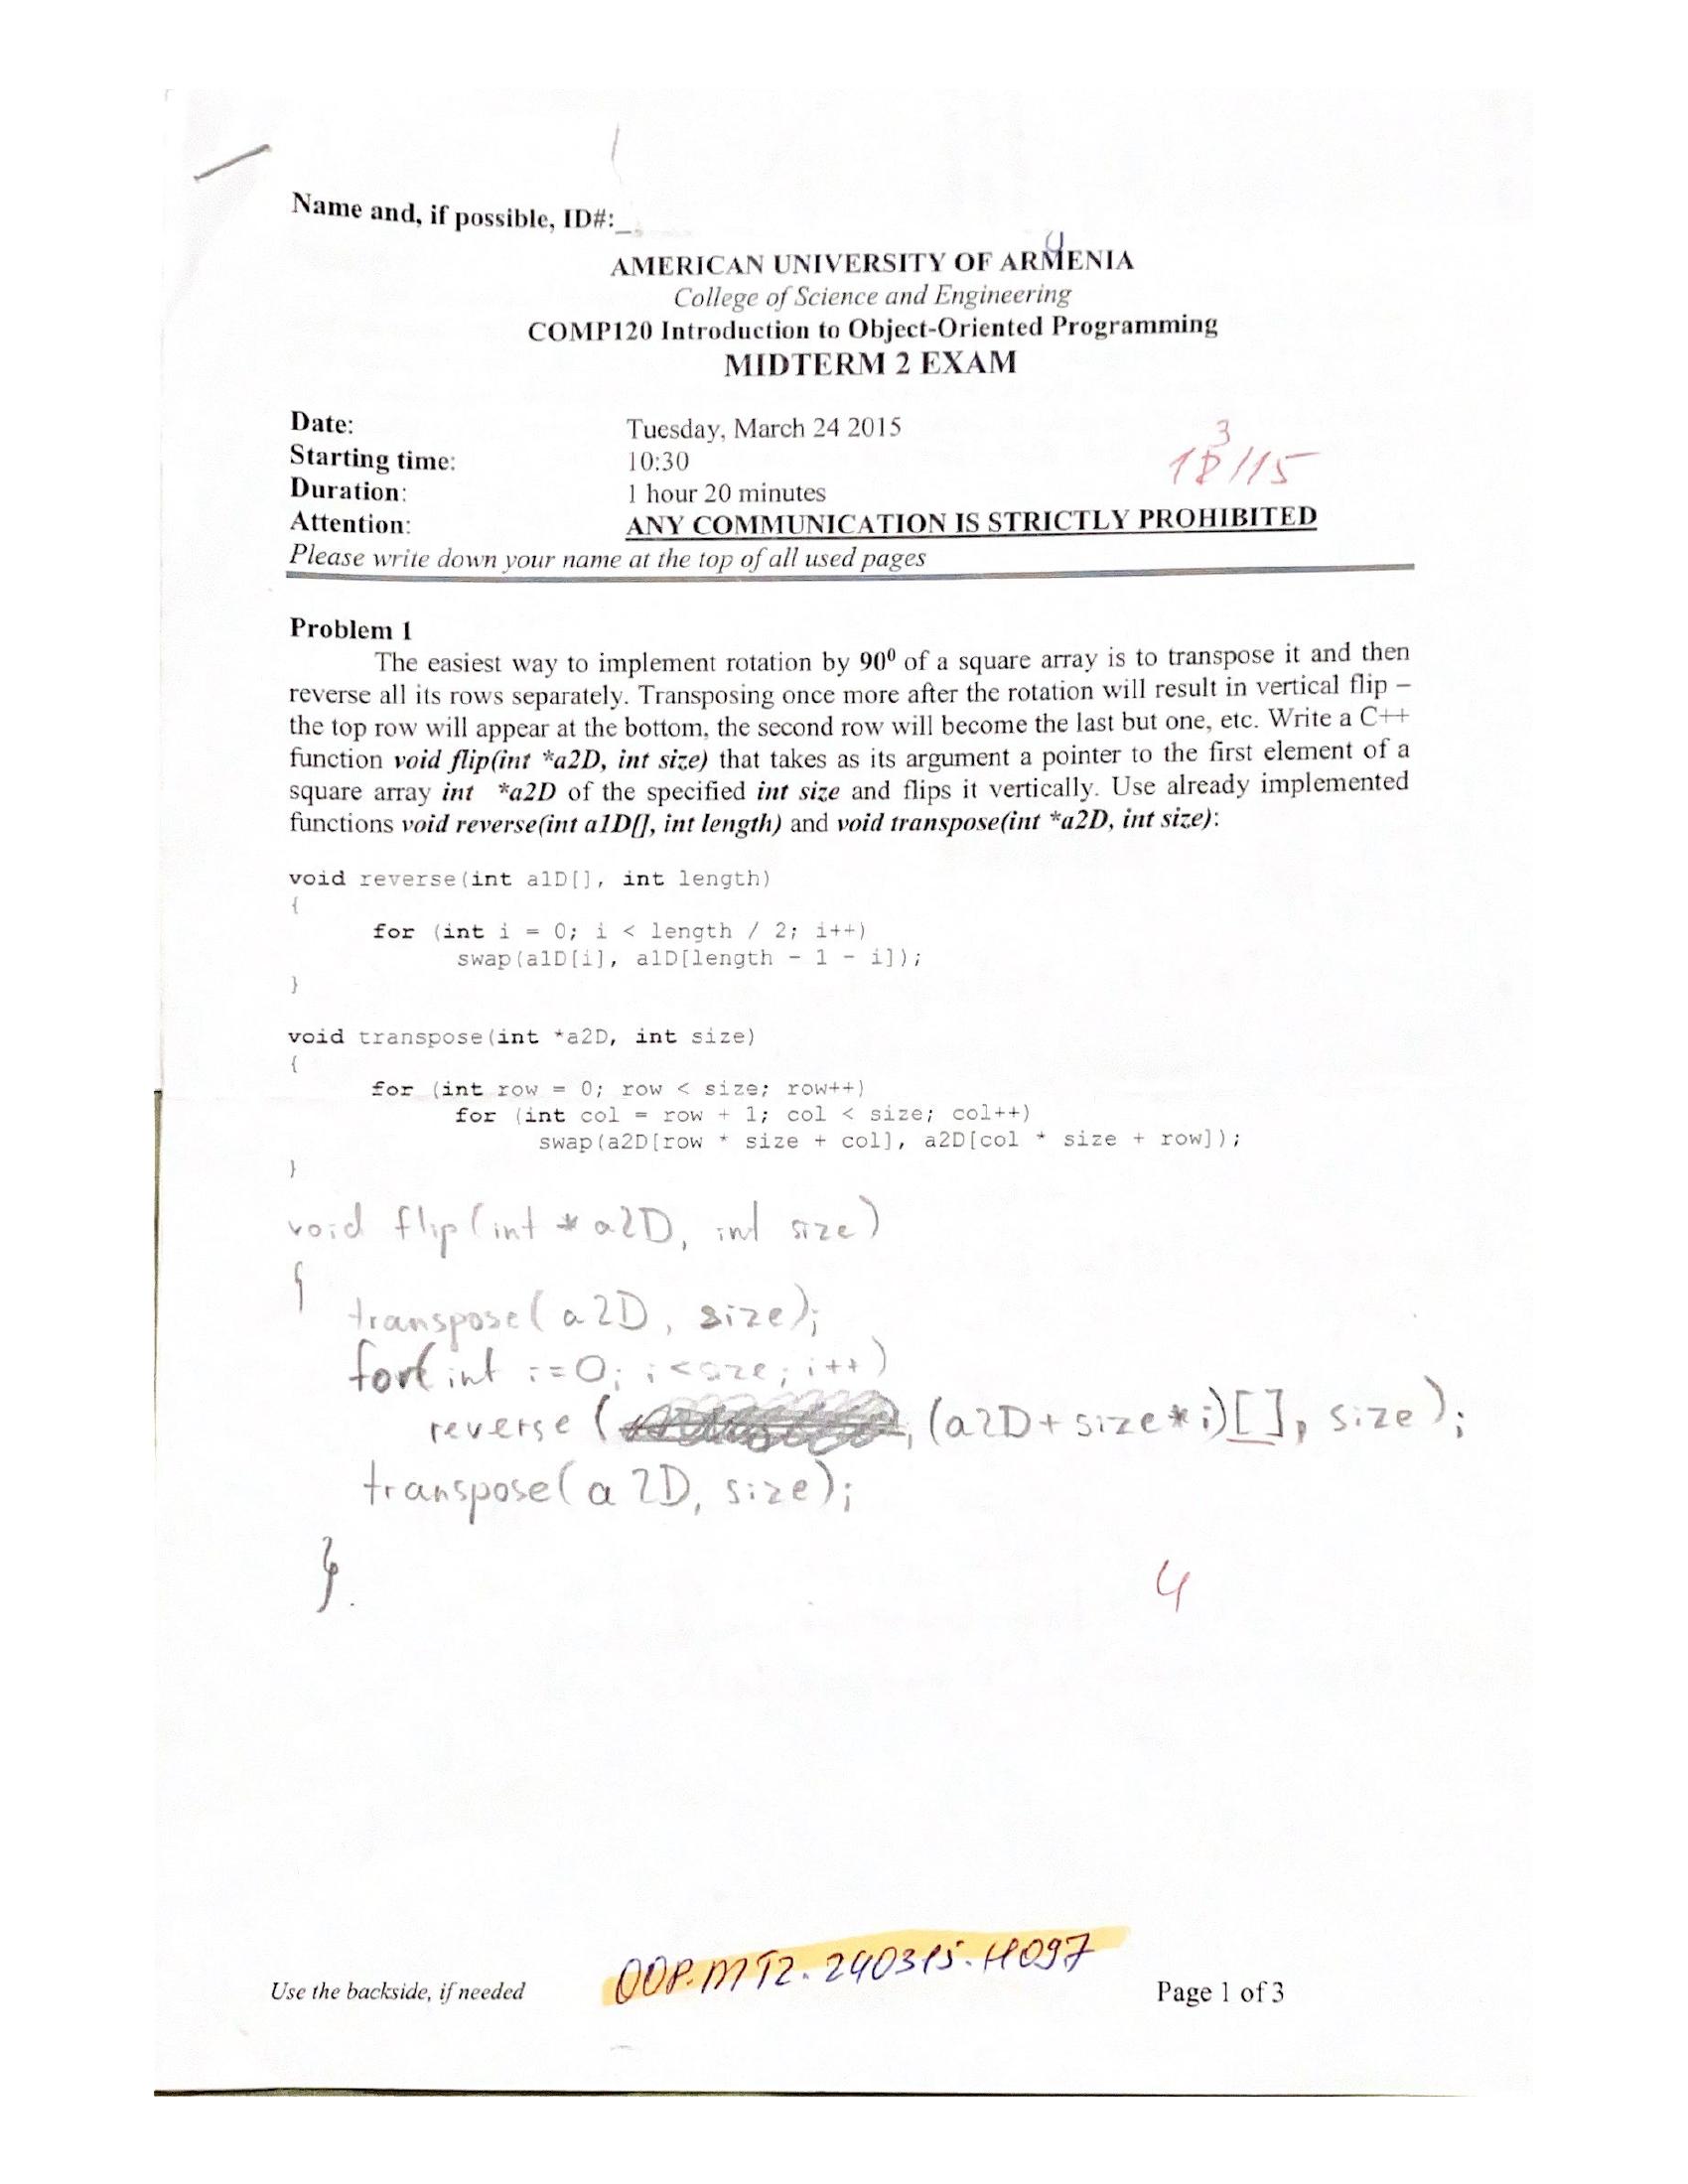 Name and, if possible, ID#:_
AMERICAN UNIVERSITY OF ARMENIA
College of Science and Engineering
COMP120 Introduction to Object-Oriented Programming
MIDTERM 2 EXAM
Date: Tuesday, March 24 2015
Starting time: 10:30
Duration: 1 hour 20 minutes
Attention: ANY COMMUNICATION IS STRICTLY PROHIBITED
Please write down your name at the top of all used pages
3
/15
Problem 1
The easiest way to implement rotation by 90⁰ of a square array is to transpose it and then
reverse all its rows separately. Transposing once more after the rotation will result in vertical flip –
the top row will appear at the bottom, the second row will become the last but one, etc. Write a C++
function void flip(int *a2D, int size) that takes as its argument a pointer to the first element of a
square array int *a2D of the specified int size and flips it vertically. Use already implemented
functions void reverse(int a1D[], int length) and void transpose(int *a2D, int size):
void reverse(int a1D[], int length)
{
for (int i = 0; i < length / 2; i++)
swap(a1D[i], a1D[length - 1 - i]);
}
void transpose(int *a2D, int size)
{
for (int row = 0; row < size; row++)
for (int col = row + 1; col < size; col++)
swap(a2D[row * size + col], a2D[col * size + row]);
}
void flip(int * a2D, int size)
{
transpose(a2D, size);
for(int i=0; i<size; i++)
reverse ( (a2D+size*i)[], size);
transpose(a2D, size);
}.
4
Use the backside, if needed
OOP.MT2.240315.H097
Page 1 of 3